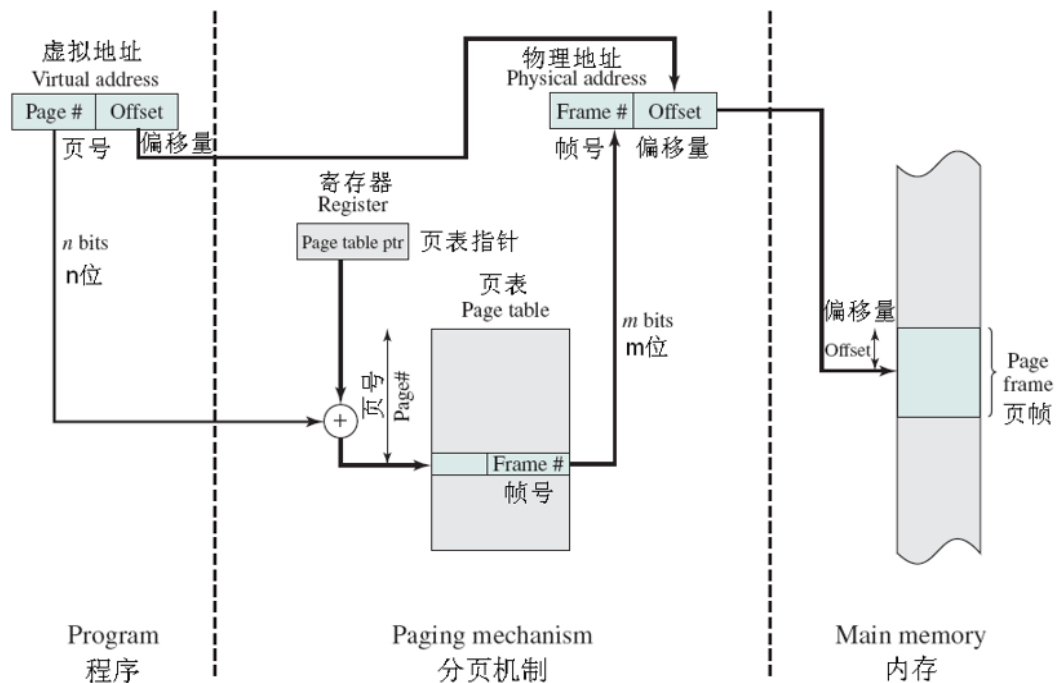 虚拟地址
Virtual address
Page #
Offset
页号
偏移量
n bits
n位
寄存器
Register
Page table ptr
页表指针
+
页表
Page table
页号
Page#
Frame #
帧号
m bits
m位
物理地址
Physical address
Frame #
Offset
帧号
偏移量
偏移量
Offset
Page
frame
页帧
Program
程序
Paging mechanism
分页机制
Main memory
内存